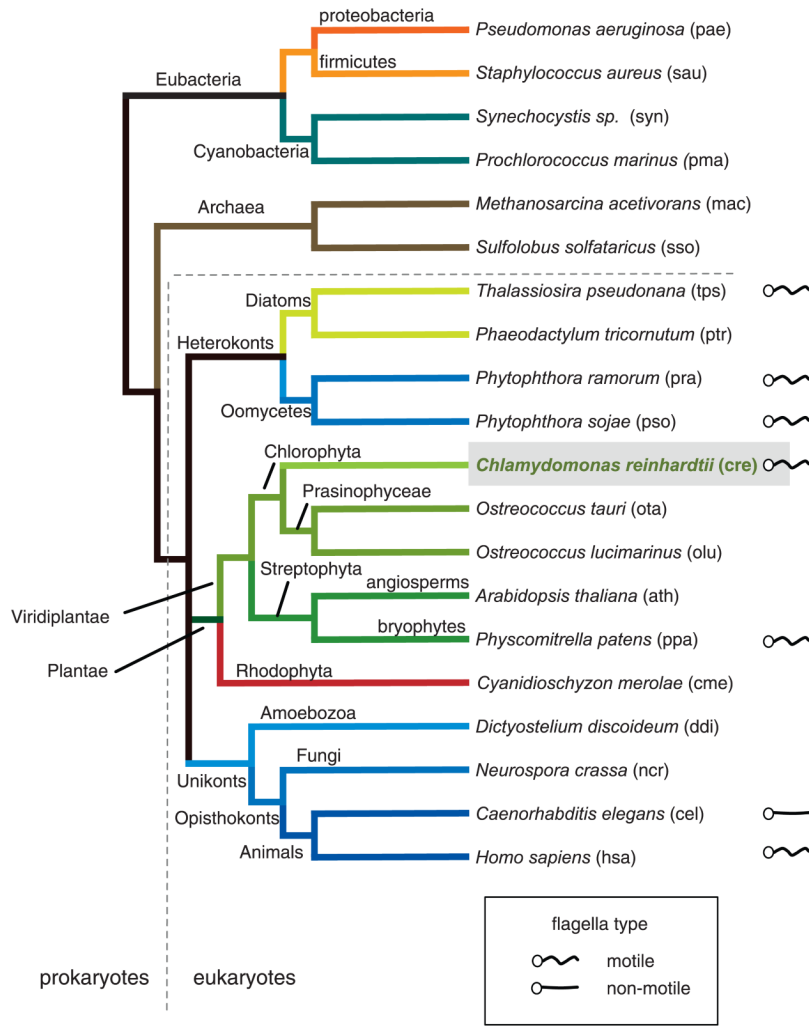 proteobacteria
Pseudomonas aeruginosa (pae)
firmicutes
Staphylococcus aureus (sau)
Eubacteria
Synechocystis sp. (syn)
Cyanobacteria
Prochlorococcus marinus (pma)
Archaea
Methanosarcina acetivorans (mac)
Sulfolobus solfataricus (sso)
Diatoms
Thalassiosira pseudonana (tps)
Heterokonts
Phaeodactylum tricornutum (ptr)
Phytophthora ramorum (pra)
Oomycetes
Phytophthora sojae (pso)
Chlorophyta
Chlamydomonas reinhardtii (cre)
Prasinophyceae
Ostreococcus tauri (ota)
Ostreococcus lucimarinus (olu)
Streptophyta
angiosperms
Arabidopsis thaliana (ath)
Viridiplantae
bryophytes
Physcomitrella patens (ppa)
Plantae
Rhodophyta
Cyanidioschyzon merolae (cme)
Amoebozoa
Dictyostelium discoideum (ddi)
Unikonts
Fungi
Neurospora crassa (ncr)
Opisthokonts
Caenorhabditis elegans (cel)
Animals
Homo sapiens (hsa)
flagella type
motile
non-motile
prokaryotes
eukaryotes